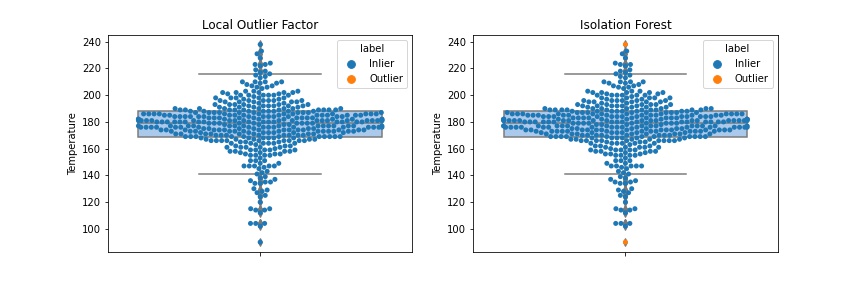 Local Outlier Factor
label
Inlier
Outlier
240
220
200
180
160
140
120
100
Temperature
Isolation Forest
label
Inlier
Outlier
240
220
200
180
160
140
120
100
Temperature